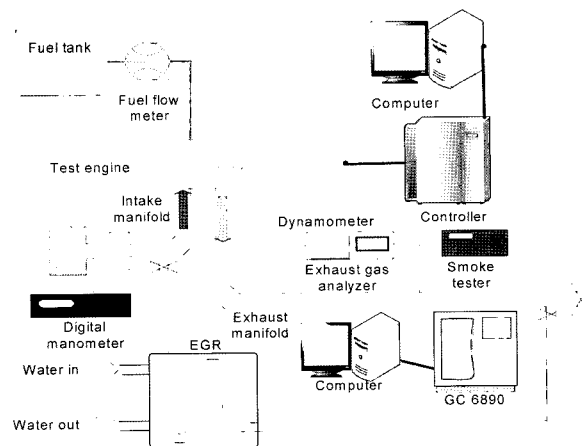 Fuel tank
Fuel flow
meter
Computer
Test engine
Intake
manifold
Dynamometer
Controller
Exhaust gas
analyzer
Smoke
tester
Digital
manometer
Exhaust
manifold
EGR
Water in
Computer
GC 6890
Water out